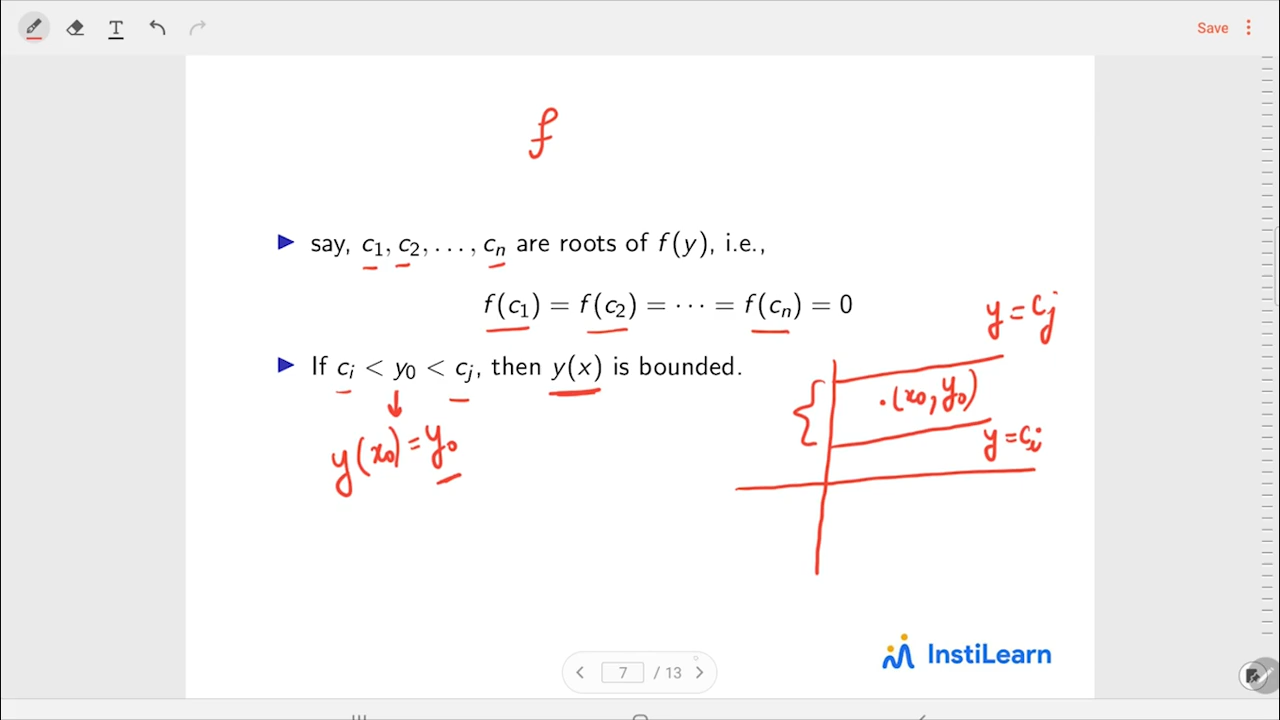 T Save
f
say, c₁, c₂, . . . , cₙ are roots of f(y), i.e.,
f(c₁) = f(c₂) = · · · = f(cₙ) = 0
y = cⱼ
If cᵢ < y₀ < cⱼ, then y(x) is bounded.
(x₀, y₀)
y = cᵢ
y(x₀) = y₀
InstiLearn
7 / 13